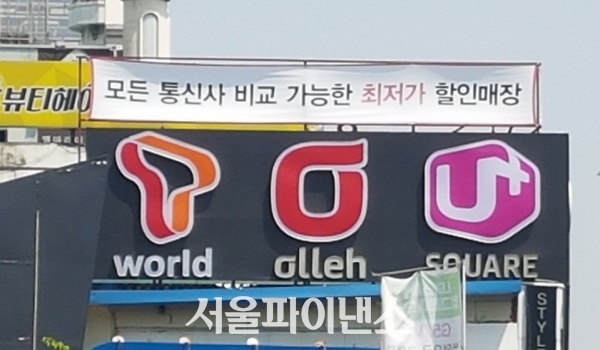 모든 통신사 비교 가능한 최저가 할인매장
뷰티헤어
T world
olleh
U+ SQUARE
서울파이낸스
STYL